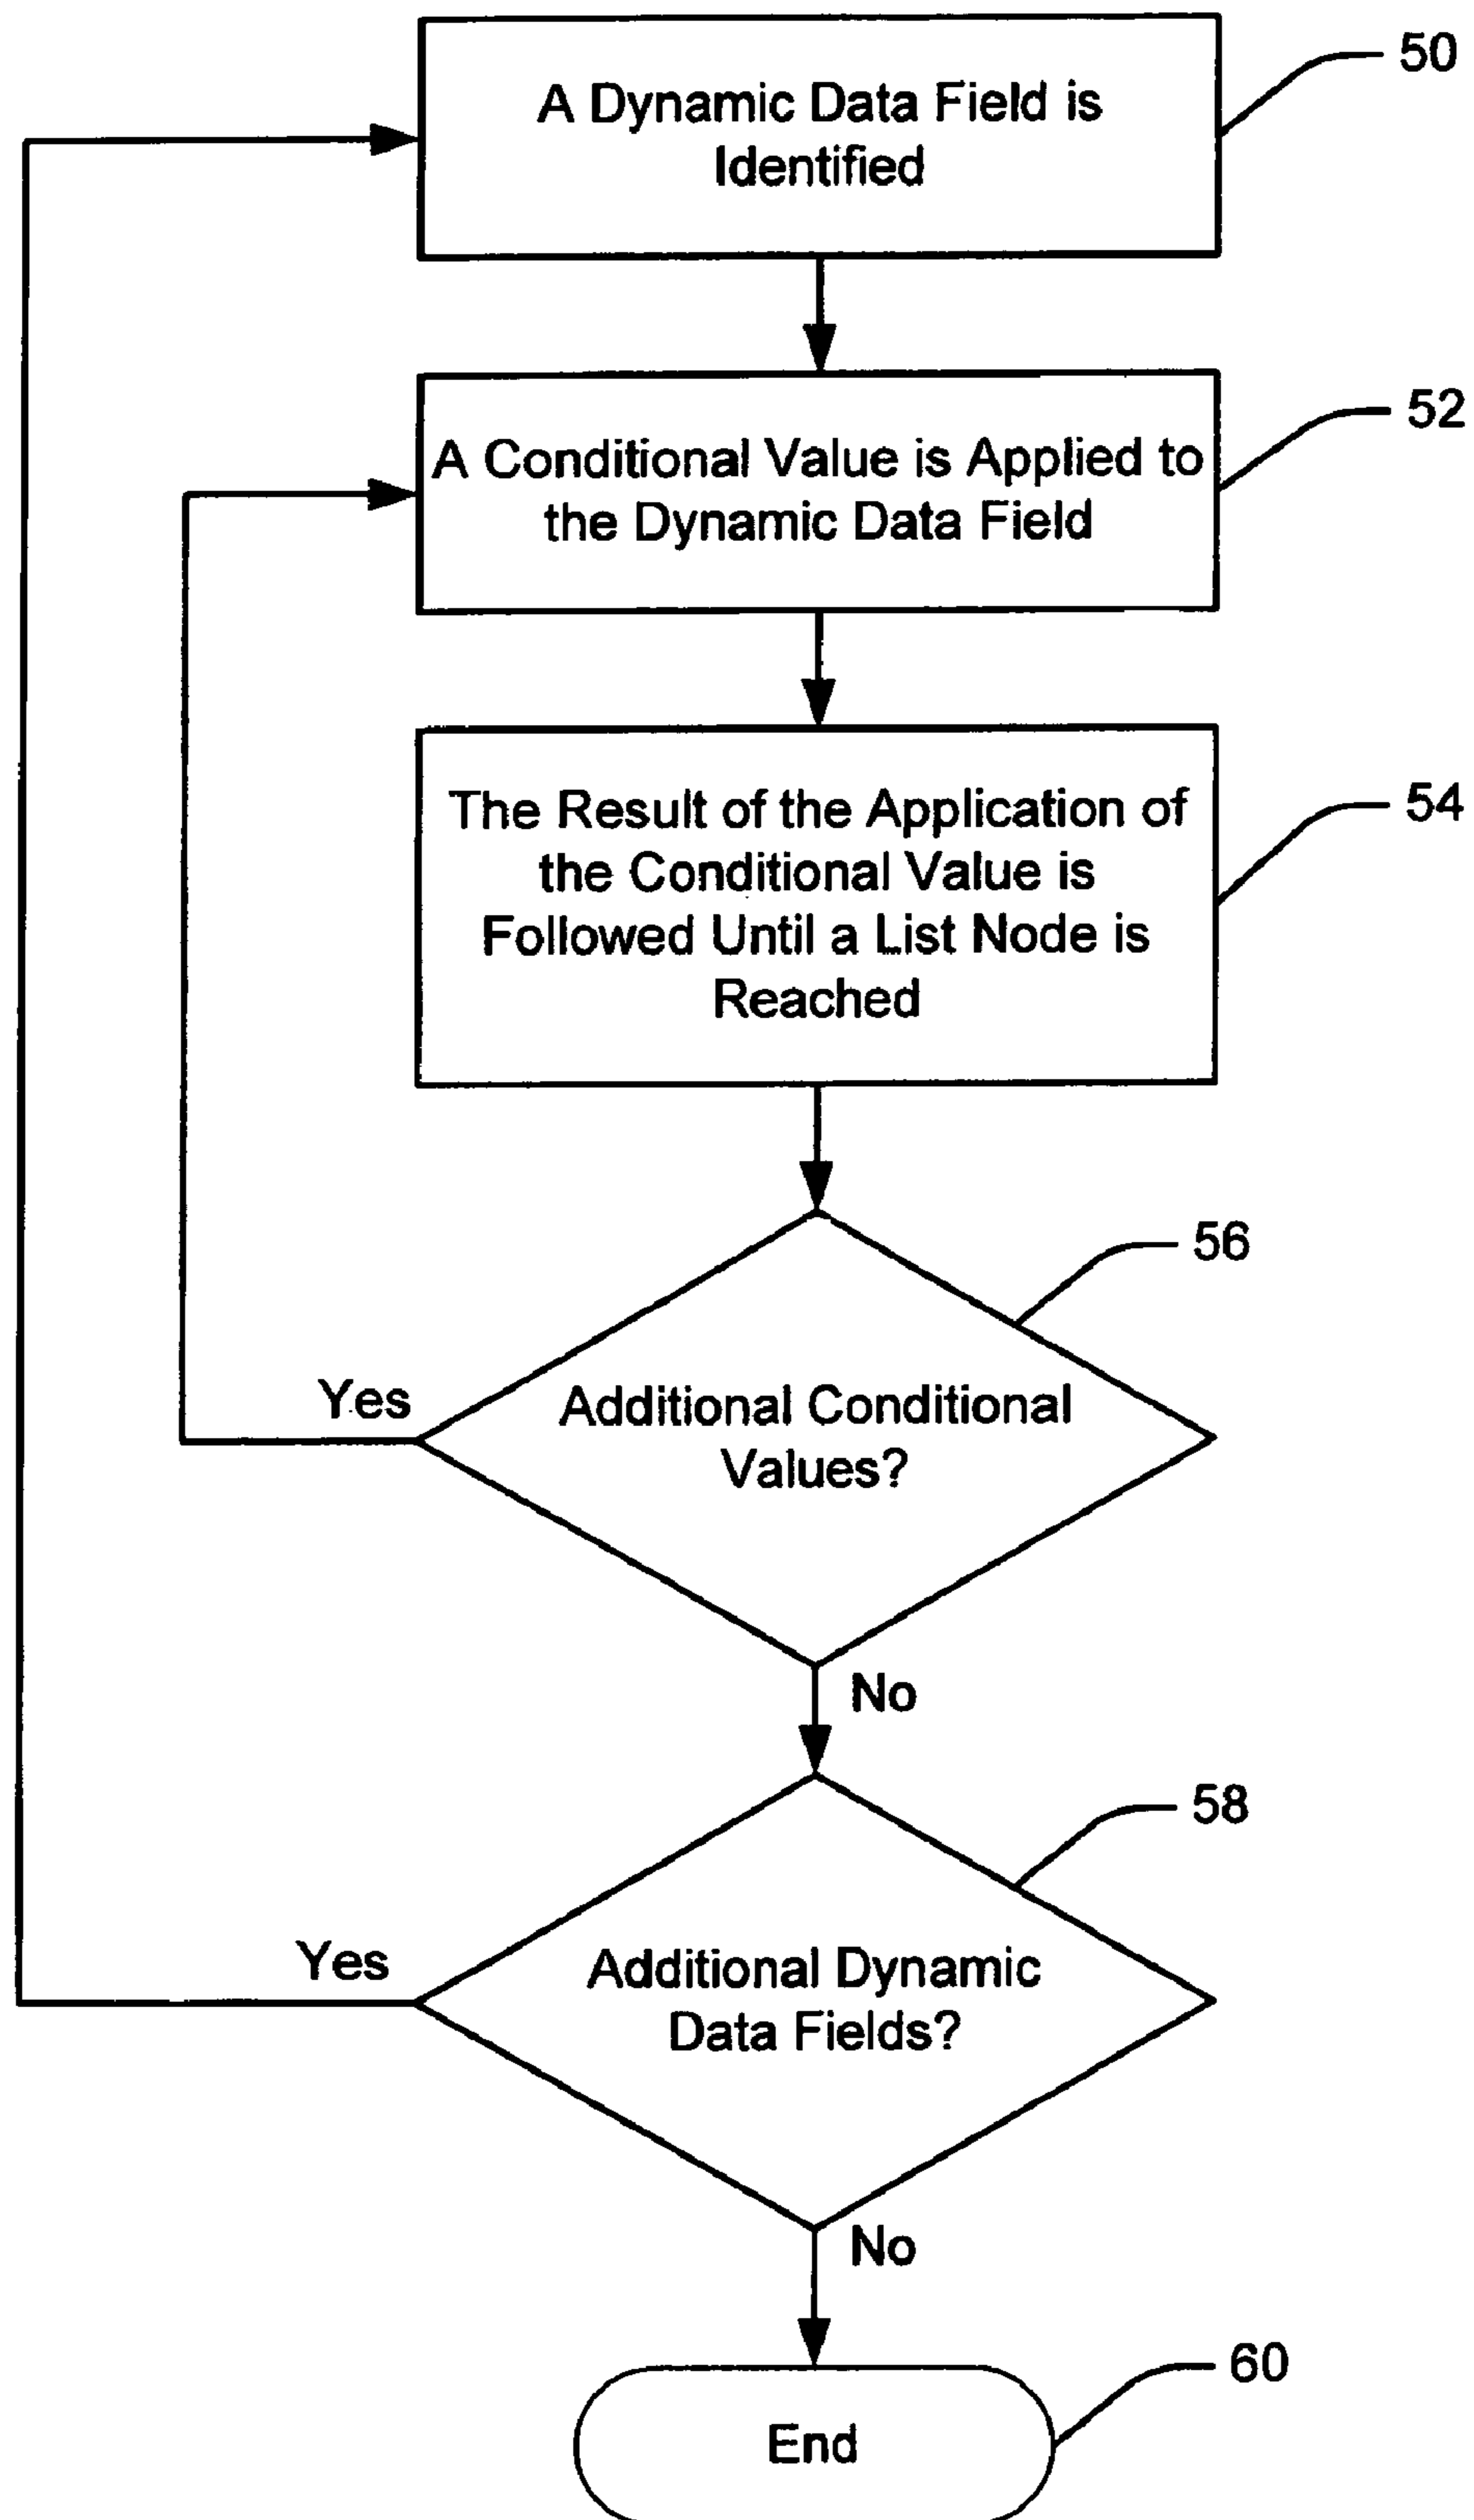 A Dynamic Data Field is
Identified
50
A Conditional Value is Applied to
the Dynamic Data Field
52
The Result of the Application of
the Conditional Value is
Followed Until a List Node is
Reached
54
56
Additional Conditional
Values?
Yes
No
58
Additional Dynamic
Data Fields?
Yes
No
60
End